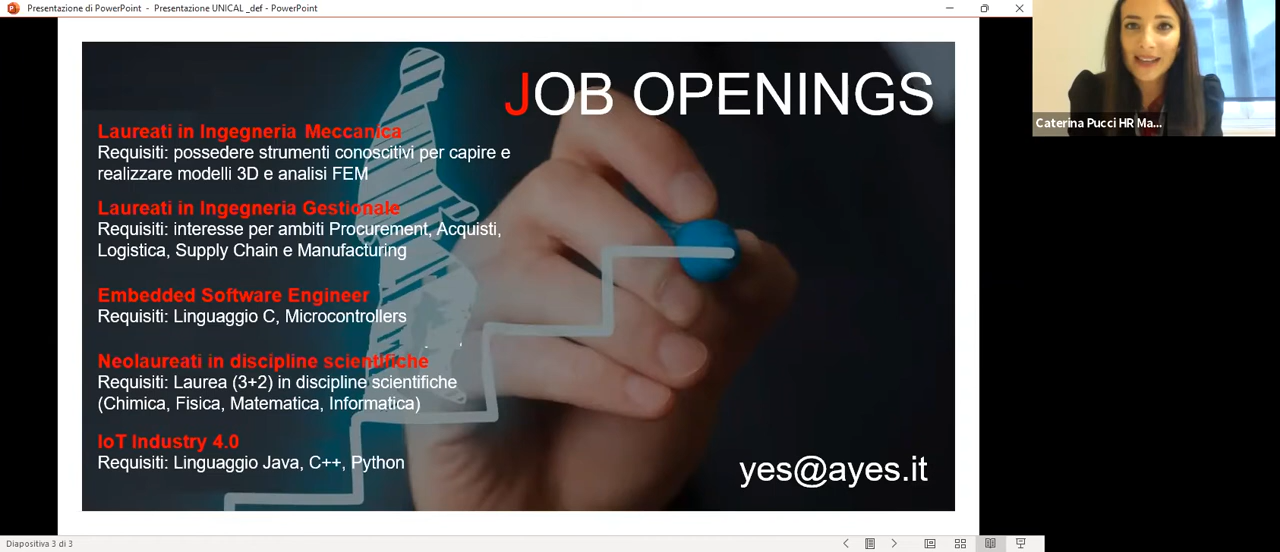 Presentazione di PowerPoint - Presentazione UNICAL _def - PowerPoint
JOB OPENINGS
Laureati in Ingegneria Meccanica
Requisiti: possedere strumenti conoscitivi per capire e
realizzare modelli 3D e analisi FEM
Laureati in Ingegneria Gestionale
Requisiti: interesse per ambiti Procurement, Acquisti,
Logistica, Supply Chain e Manufacturing
Embedded Software Engineer
Requisiti: Linguaggio C, Microcontrollers
Neolaureati in discipline scientifiche
Requisiti: Laurea (3+2) in discipline scientifiche
(Chimica, Fisica, Matematica, Informatica)
IoT Industry 4.0
Requisiti: Linguaggio Java, C++, Python
yes@ayes.it
Caterina Pucci HR Ma...
Diapositiva 3 di 3